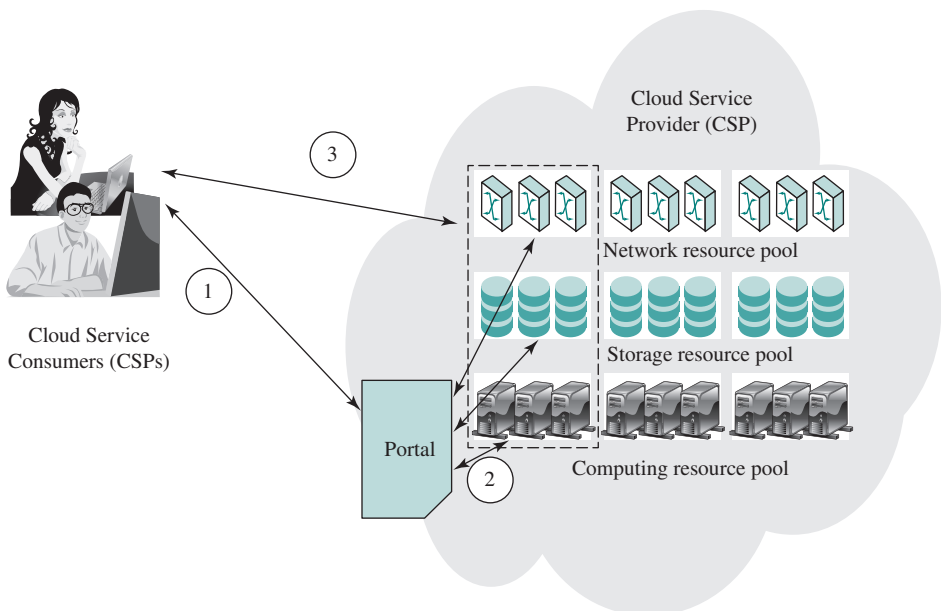 Cloud Service
Provider (CSP)
3
Network resource pool
1
Cloud Service
Consumers (CSPs)
Storage resource pool
Portal
2
Computing resource pool